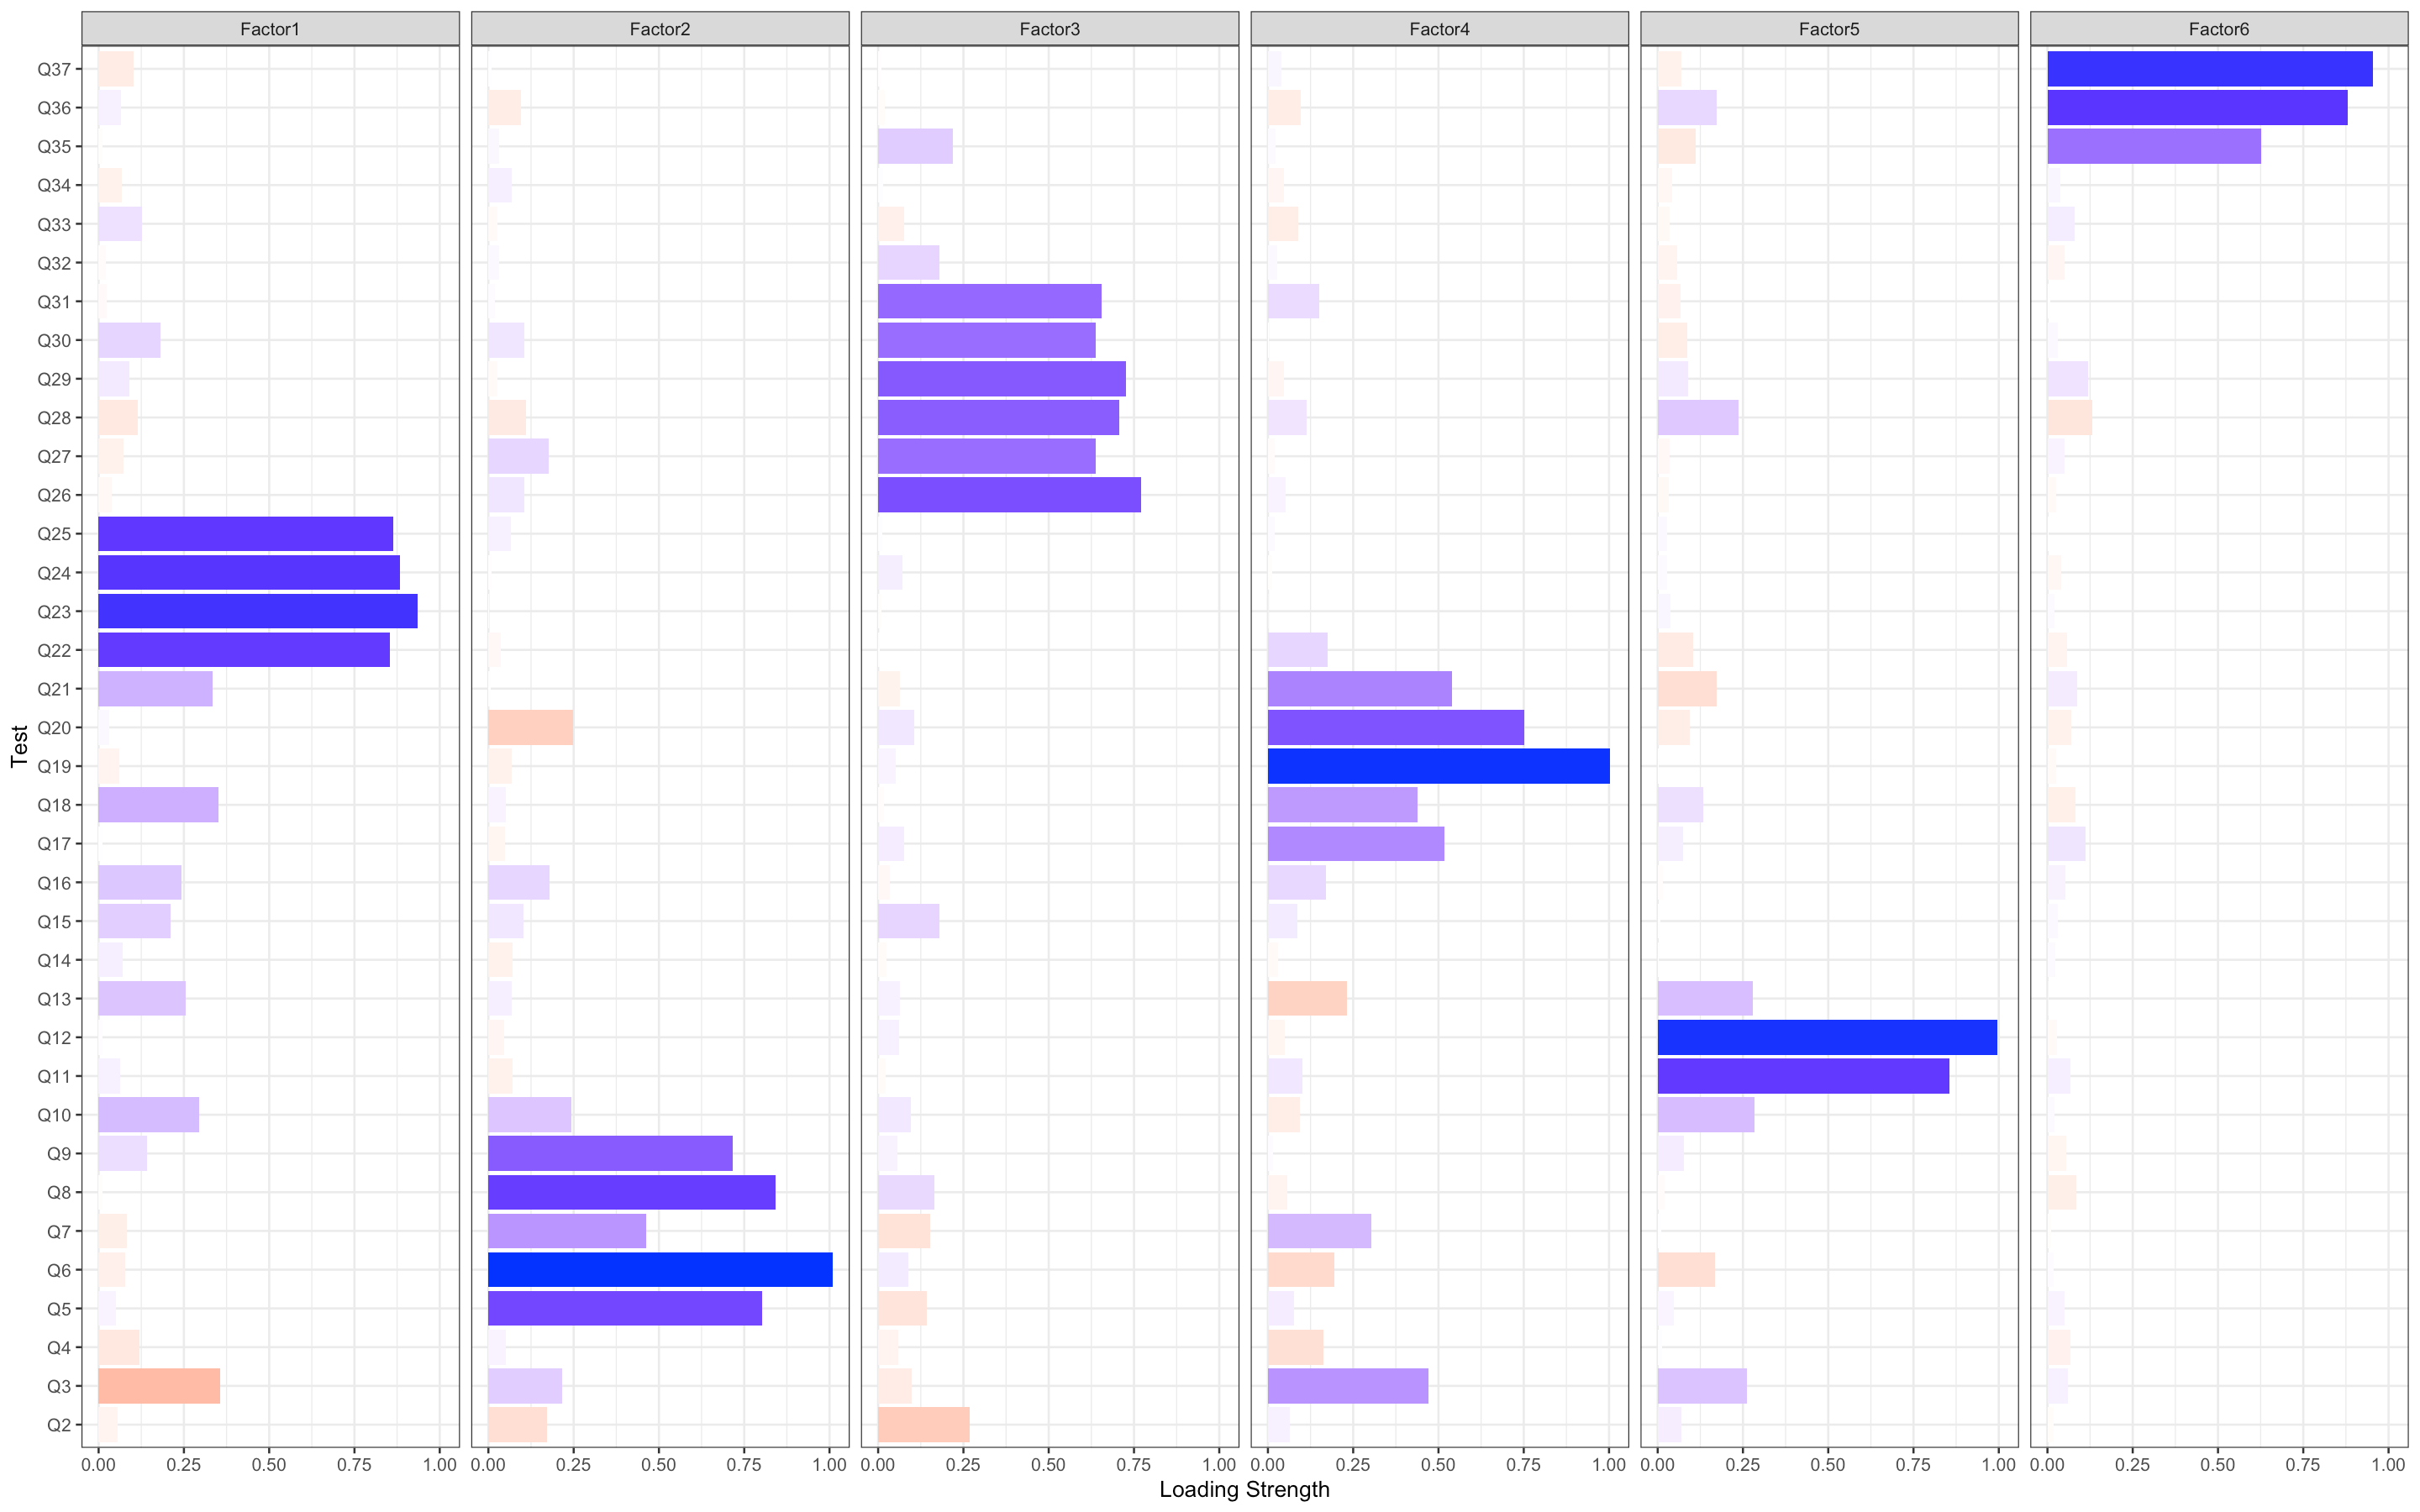 Factor1 Factor2 Factor3 Factor4 Factor5 Factor6
Q37
Q36
Q35
Q34
Q33
Q32
Q31
Q30
Q29
Q28
Q27
Q26
Q25
Q24
Q23
Q22
Q21
Q20
Q19
Q18
Q17
Q16
Q15
Q14
Q13
Q12
Q11
Q10
Q9
Q8
Q7
Q6
Q5
Q4
Q3
Q2
Test
0.00 0.25 0.50 0.75 1.00 0.00 0.25 0.50 0.75 1.00 0.00 0.25 0.50 0.75 1.00 0.00 0.25 0.50 0.75 1.00 0.00 0.25 0.50 0.75 1.00 0.00 0.25 0.50 0.75 1.00
Loading Strength